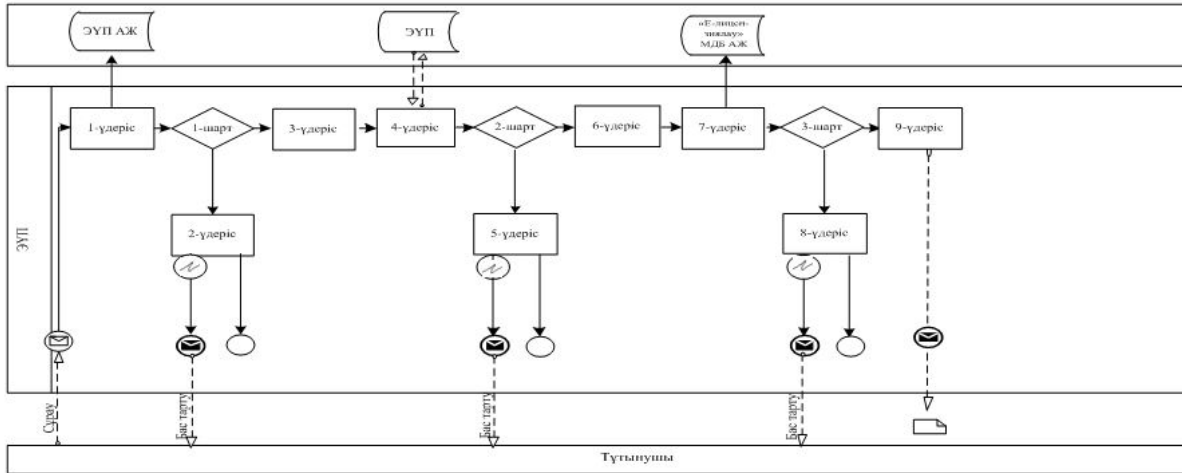 ЭҮП АЖ
ЭҮП
«Е-лицен-
зиялау»
МДБ АЖ
ЭҮП
1-үдеріс
1-шарт
3-үдеріс
4-үдеріс
2-шарт
6-үдеріс
7-үдеріс
3-шарт
9-үдеріс
2-үдеріс
5-үдеріс
8-үдеріс
Сұрау
Бас тарту
Бас тарту
Бас тарту
Тұтынушы